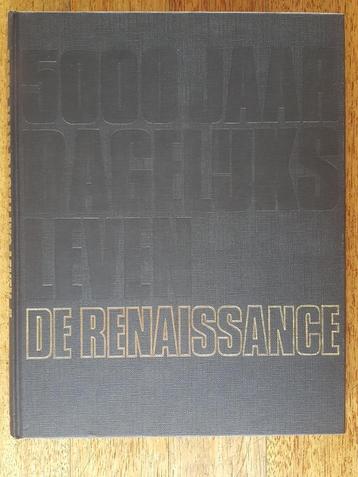 5000 JAAR
DAGELIJKS
LEVEN
DE RENAISSANCE